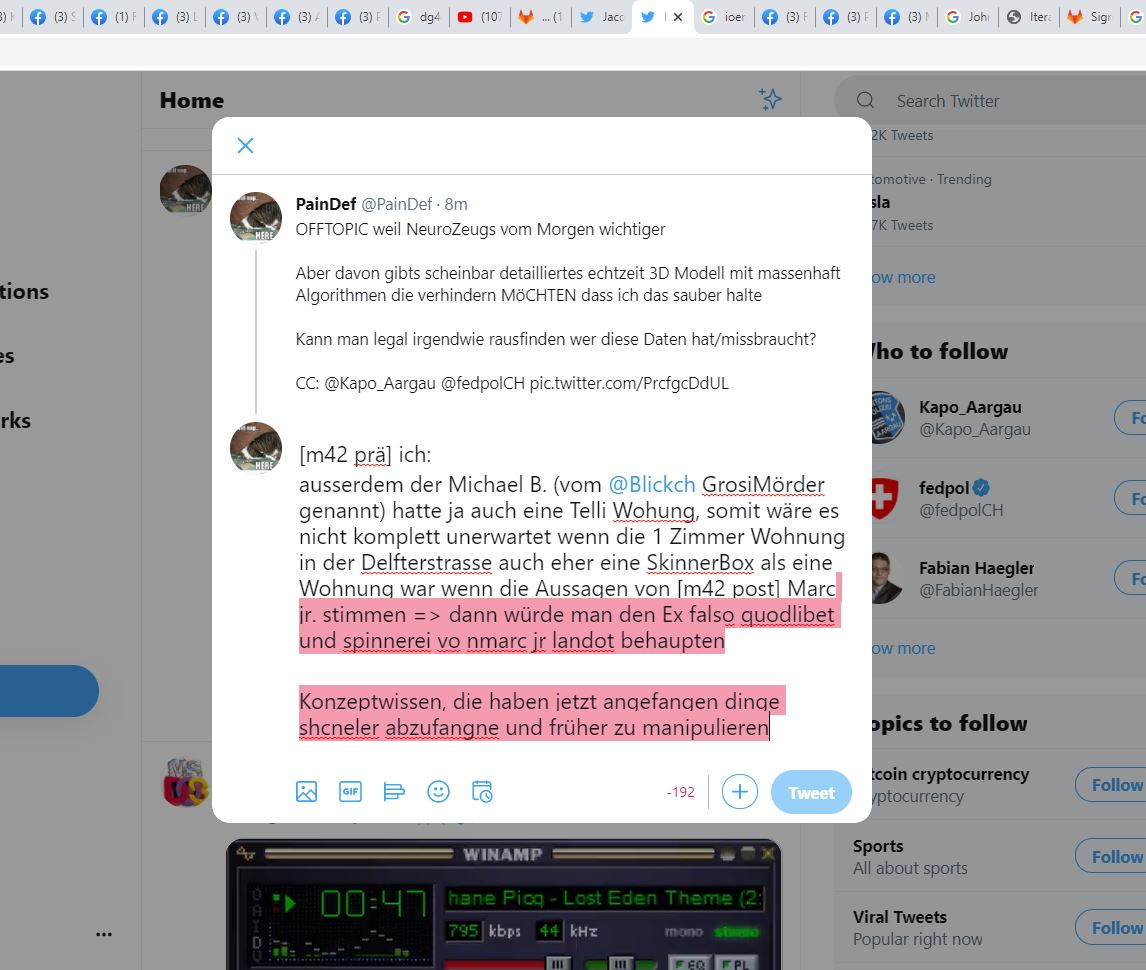 (3) S
(1) F
(3) L
(3) V
(3) A
(3) F
dg4
(107
... (1
Jacc
ioer
(3) F
(3) F
(3) M
Johr
Itera
Sign
Home
Search Twitter
2K Tweets
tomotive · Trending
sla
7K Tweets
ow more
PainDef @PainDef · 8m
OFFTOPIC weil NeuroZeugs vom Morgen wichtiger
Aber davon gibts scheinbar detailliertes echtzeit 3D Modell mit massenhaft
Algorithmen die verhindern MöCHTEN dass ich das sauber halte
Kann man legal irgendwie rausfinden wer diese Daten hat/missbraucht?
CC: @Kapo_Aargau @fedpolCH pic.twitter.com/PrcfgcDdUL
[m42 prä] ich:
ausserdem der Michael B. (vom @Blickch GrosiMörder
genannt) hatte ja auch eine Telli Wohung, somit wäre es
nicht komplett unerwartet wenn die 1 Zimmer Wohnung
in der Delfterstrasse auch eher eine SkinnerBox als eine
Wohnung war wenn die Aussagen von [m42 post] Marc
jr. stimmen => dann würde man den Ex falso quodlibet
und spinnerei vo nmarc jr landot behaupten
Konzeptwissen, die haben jetzt angefangen dinge
shcneler abzufangne und früher zu manipulieren
GIF
-192
Tweet
tions
es
rks
Who to follow
Kapo_Aargau
@Kapo_Aargau
Fo
fedpol
@fedpolCH
Fo
Fabian Haegler
@FabianHaegler
Fo
ow more
opics to follow
tcoin cryptocurrency
yptocurrency
Follow
Sports
All about sports
Follow
Viral Tweets
Popular right now
Follow
WINAMP
00:47
hane Picq - Lost Eden Theme (2:
795 kbps 44 kHz mono stereo
EQ PL